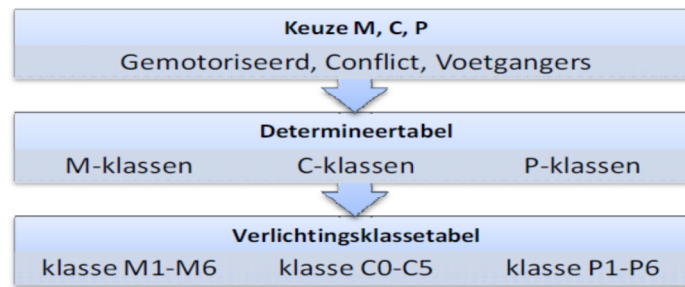 Keuze M, C, P
Gemotoriseerd, Conflict, Voetgangers
Determineertabel
M-klassen C-klassen P-klassen
Verlichtingsklassetabel
klasse M1-M6 klasse C0-C5 klasse P1-P6